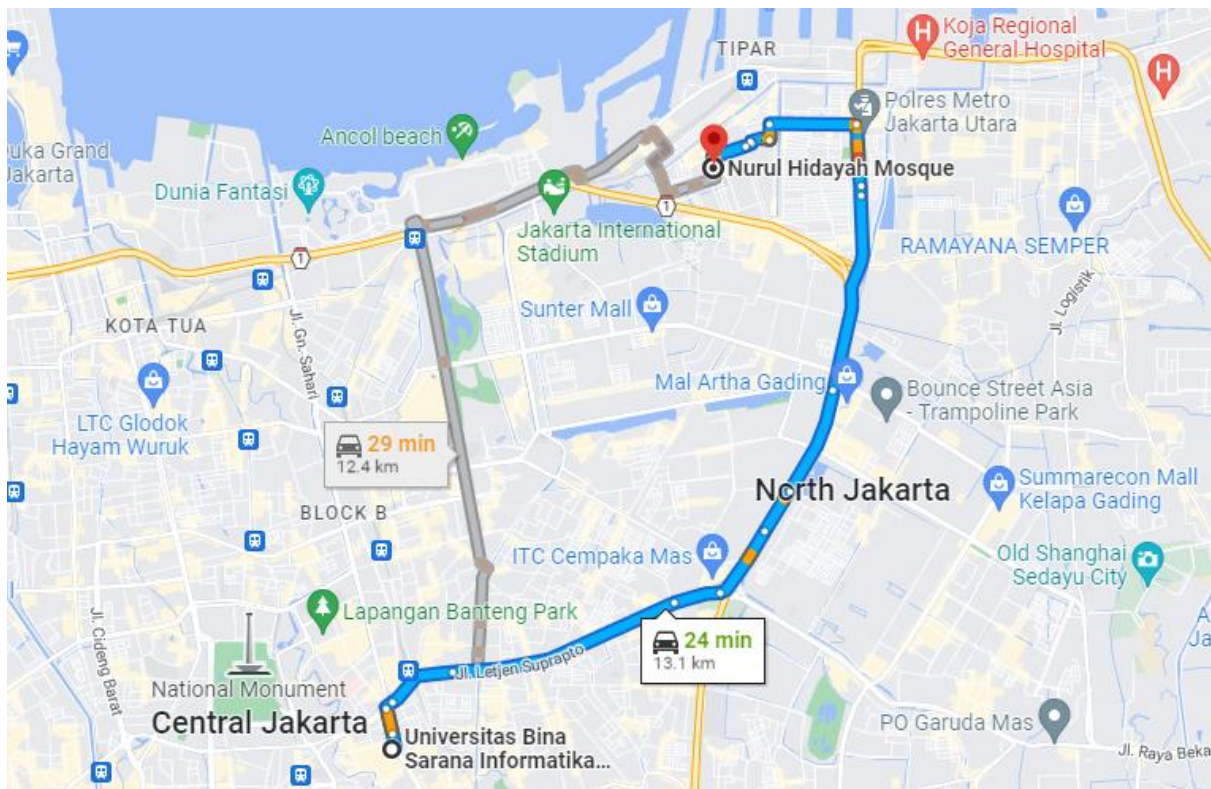 Koja Regional
General Hospital
TIPAR
Polres Metro
Jakarta Utara
Ancol beach
uka Grand
Jakarta
Nurul Hidayah Mosque
Dunia Fantasi
1
Jakarta International
Stadium
RAMAYANA SEMPER
1
Jl. Gn. Sahari
Jl. Logistik
Sunter Mall
KOTA TUA
Mal Artha Gading
Bounce Street Asia
- Trampoline Park
LTC Glodok
Hayam Wuruk
29 min
12.4 km
North Jakarta
Summarecon Mall
Kelapa Gading
BLOCK B
ITC Cempaka Mas
Old Shanghai
Sedayu City
Lapangan Banteng Park
Jl. Cideng Barat
24 min
13.1 km
A
Ja
Jl. Letjen Suprapto
National Monument
Central Jakarta
PO Garuda Mas
Universitas Bina
Sarana Informatika...
Jl. Raya Beka